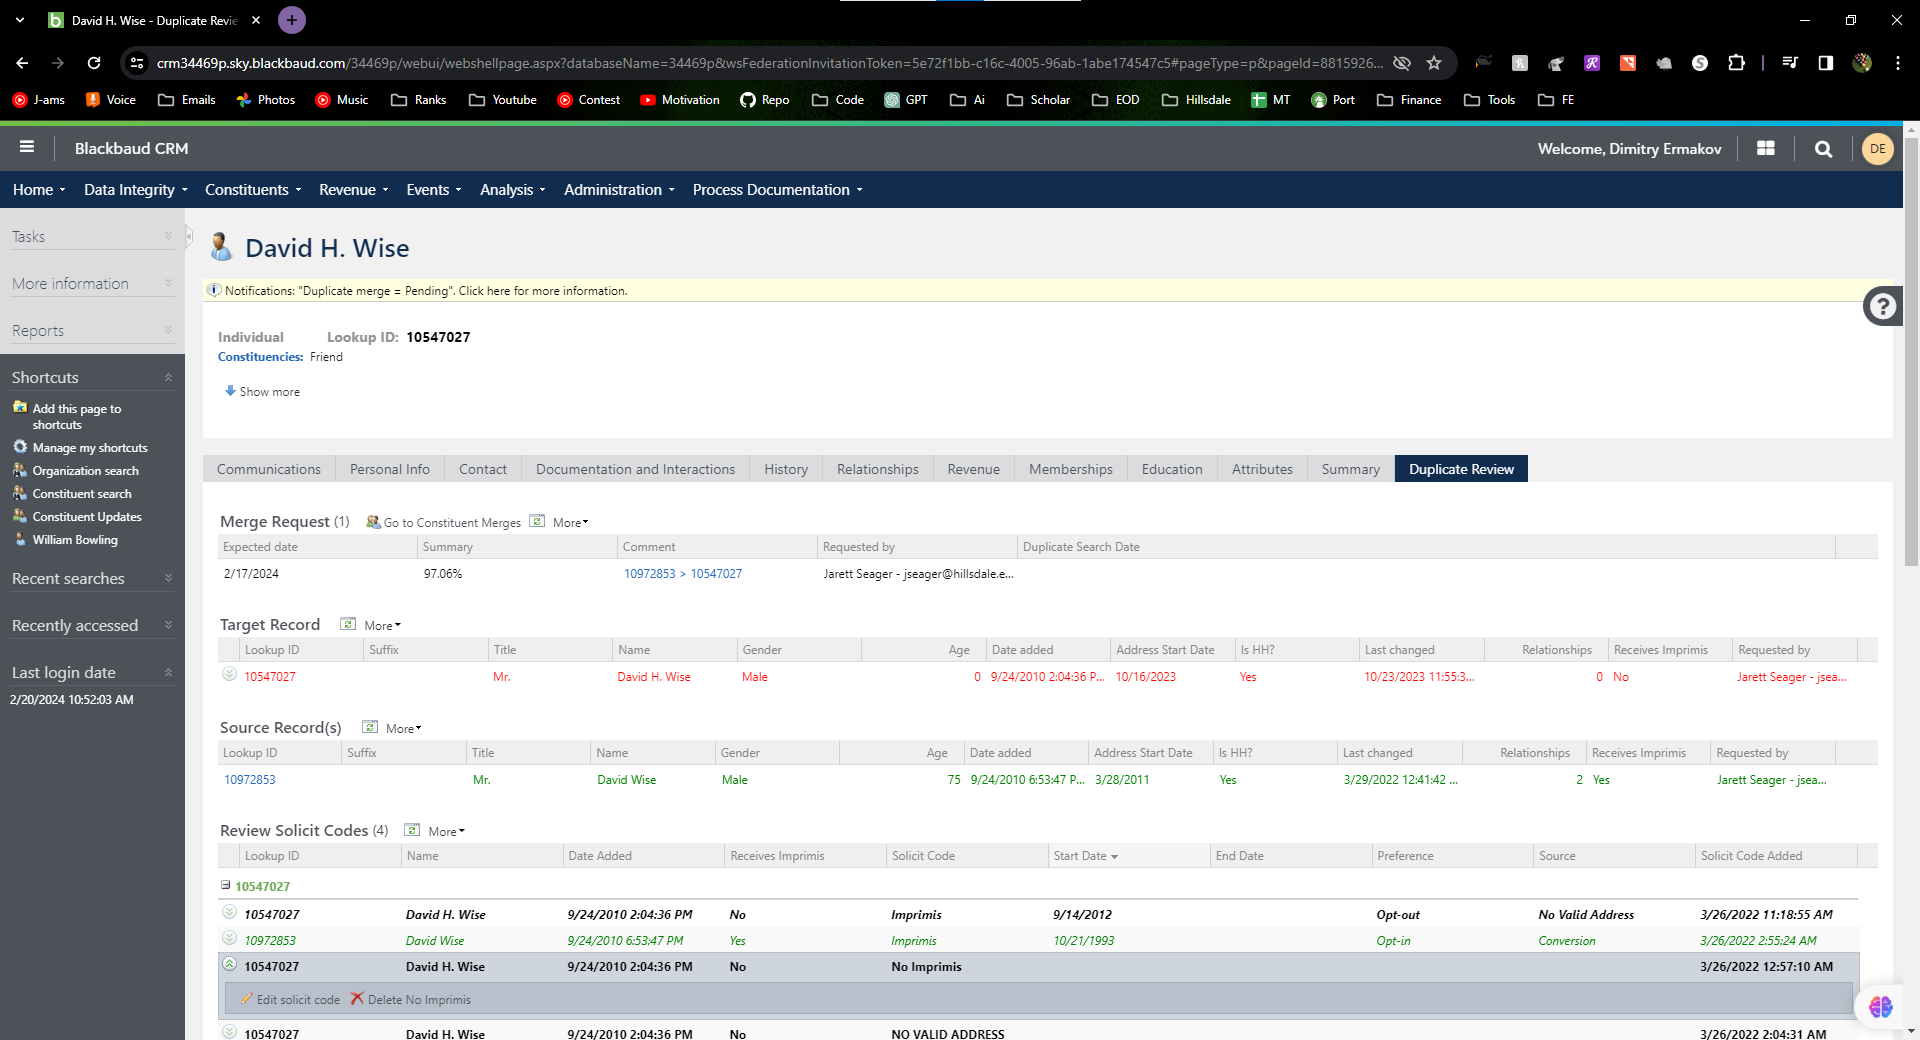 David H. Wise - Duplicate Revie
crm34469p.sky.blackbaud.com/34469p/webui/webshellpage.aspx?databaseName=34469p&wsFederationInvitationToken=5e72f1bb-c16c-4005-96ab-1abe174547c5#pageType=p&pageId=8815926...
J-ams Voice Emails Photos Music Ranks Youtube Contest Motivation Repo Code GPT Ai Scholar EOD Hillsdale MT Port Finance Tools FE
Blackbaud CRM Welcome, Dimitry Ermakov DE
Home Data Integrity Constituents Revenue Events Analysis Administration Process Documentation
Tasks
More information
Reports
Shortcuts
Add this page to
shortcuts
Manage my shortcuts
Organization search
Constituent search
Constituent Updates
William Bowling
Recent searches
Recently accessed
Last login date
2/20/2024 10:52:03 AM
David H. Wise
Notifications: "Duplicate merge = Pending". Click here for more information.
Individual Lookup ID: 10547027
Constituencies: Friend
Show more
Communications Personal Info Contact Documentation and Interactions History Relationships Revenue Memberships Education Attributes Summary Duplicate Review
Merge Request (1) Go to Constituent Merges More
Expected date Summary Comment Requested by Duplicate Search Date
2/17/2024 97.06% 10972853 > 10547027 Jarett Seager - jseager@hillsdale.e...
Target Record More
Lookup ID Suffix Title Name Gender Age Date added Address Start Date Is HH? Last changed Relationships Receives Imprimis Requested by
10547027 Mr. David H. Wise Male 0 9/24/2010 2:04:36 P... 10/16/2023 Yes 10/23/2023 11:55:3... 0 No Jarett Seager - jsea...
Source Record(s) More
Lookup ID Suffix Title Name Gender Age Date added Address Start Date Is HH? Last changed Relationships Receives Imprimis Requested by
10972853 Mr. David Wise Male 75 9/24/2010 6:53:47 P... 3/28/2011 Yes 3/29/2022 12:41:42 ... 2 Yes Jarett Seager - jsea...
Review Solicit Codes (4) More
Lookup ID Name Date Added Receives Imprimis Solicit Code Start Date End Date Preference Source Solicit Code Added
10547027
10547027 David H. Wise 9/24/2010 2:04:36 PM No Imprimis 9/14/2012 Opt-out No Valid Address 3/26/2022 11:18:55 AM
10972853 David Wise 9/24/2010 6:53:47 PM Yes Imprimis 10/21/1993 Opt-in Conversion 3/26/2022 2:55:24 AM
10547027 David H. Wise 9/24/2010 2:04:36 PM No No Imprimis 3/26/2022 12:57:10 AM
Edit solicit code Delete No Imprimis
10547027 David H. Wise 9/24/2010 2:04:36 PM No NO VALID ADDRESS 3/26/2022 2:04:31 AM